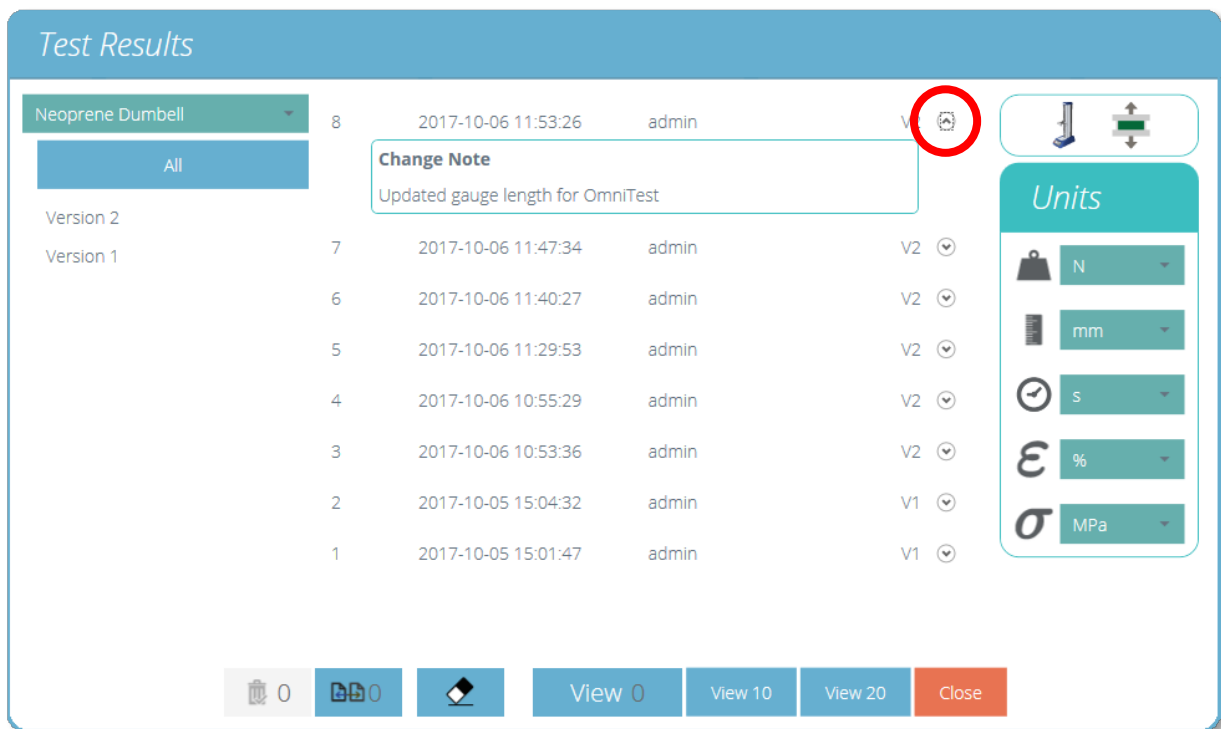 Test Results
Neoprene Dumbell
All
Version 2
Version 1
8 2017-10-06 11:53:26 admin V2
Change Note
Updated gauge length for OmniTest
7 2017-10-06 11:47:34 admin V2
6 2017-10-06 11:40:27 admin V2
5 2017-10-06 11:29:53 admin V2
4 2017-10-06 10:55:29 admin V2
3 2017-10-06 10:53:36 admin V2
2 2017-10-05 15:04:32 admin V1
1 2017-10-05 15:01:47 admin V1
Units
N
mm
s
ε %
σ MPa
0 0 View 0 View 10 View 20 Close